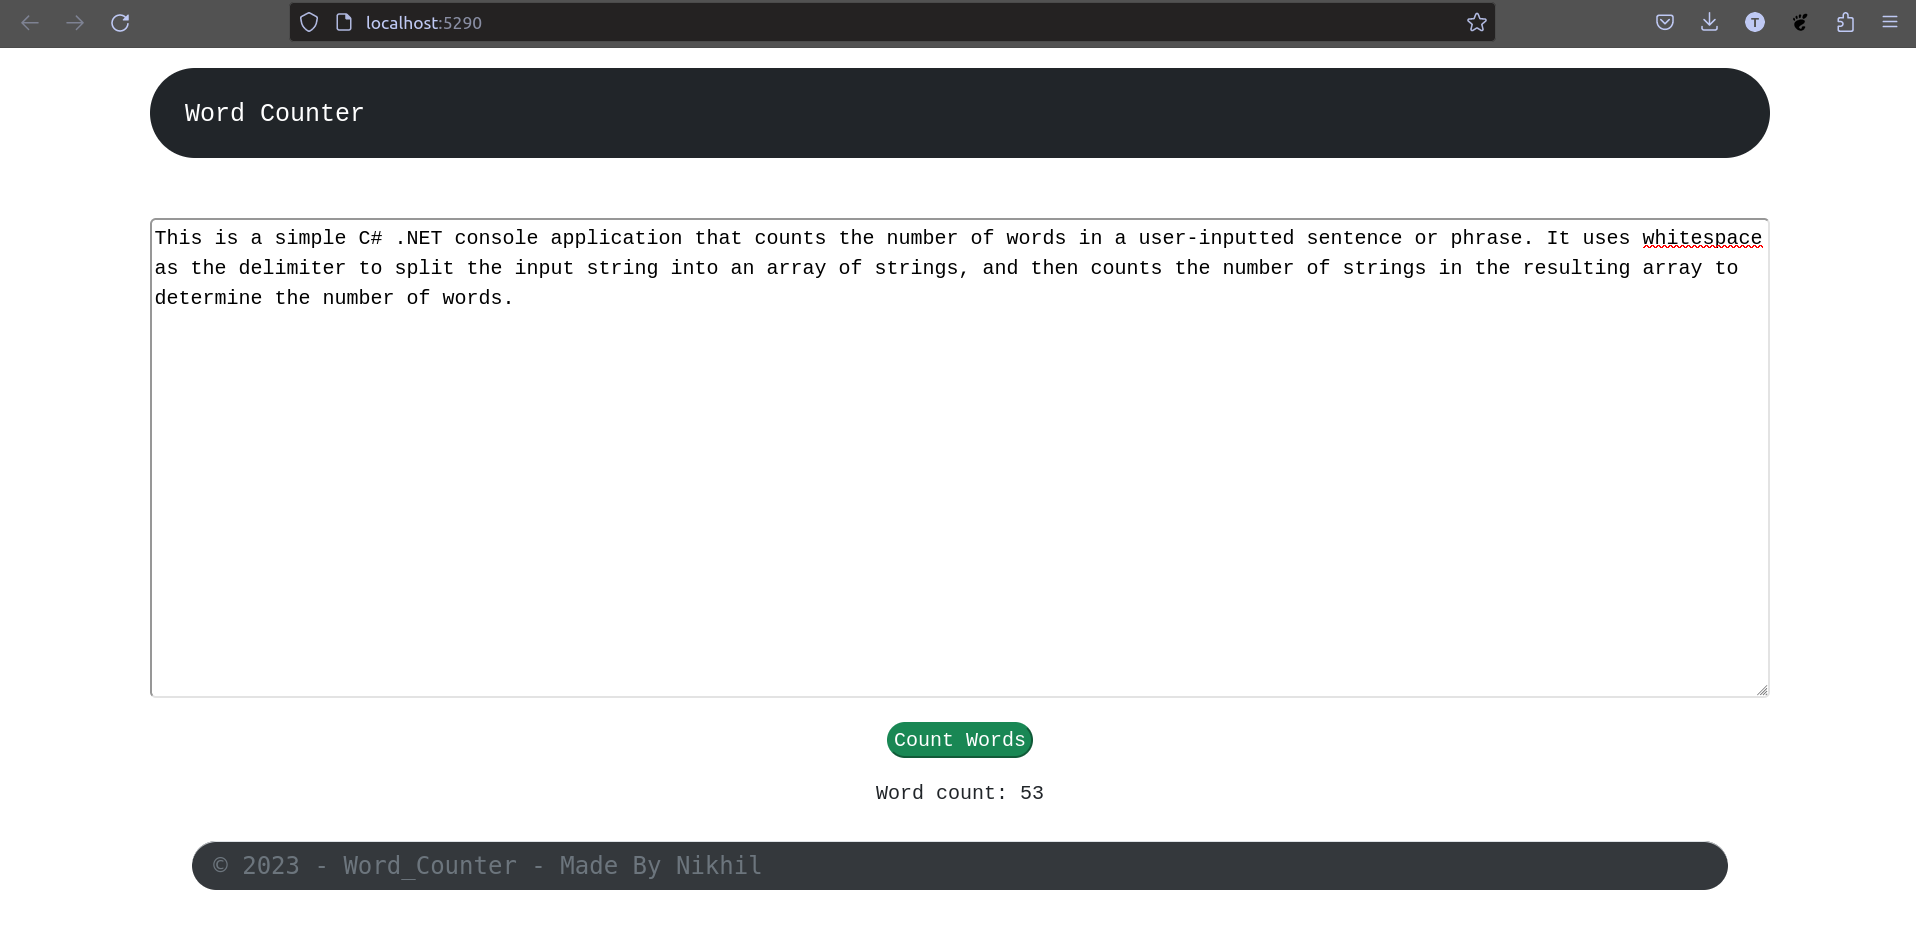 localhost:5290
T
Word Counter
This is a simple C# .NET console application that counts the number of words in a user-inputted sentence or phrase. It uses whitespace
as the delimiter to split the input string into an array of strings, and then counts the number of strings in the resulting array to
determine the number of words.
Count Words
Word count: 53
© 2023 - Word_Counter - Made By Nikhil